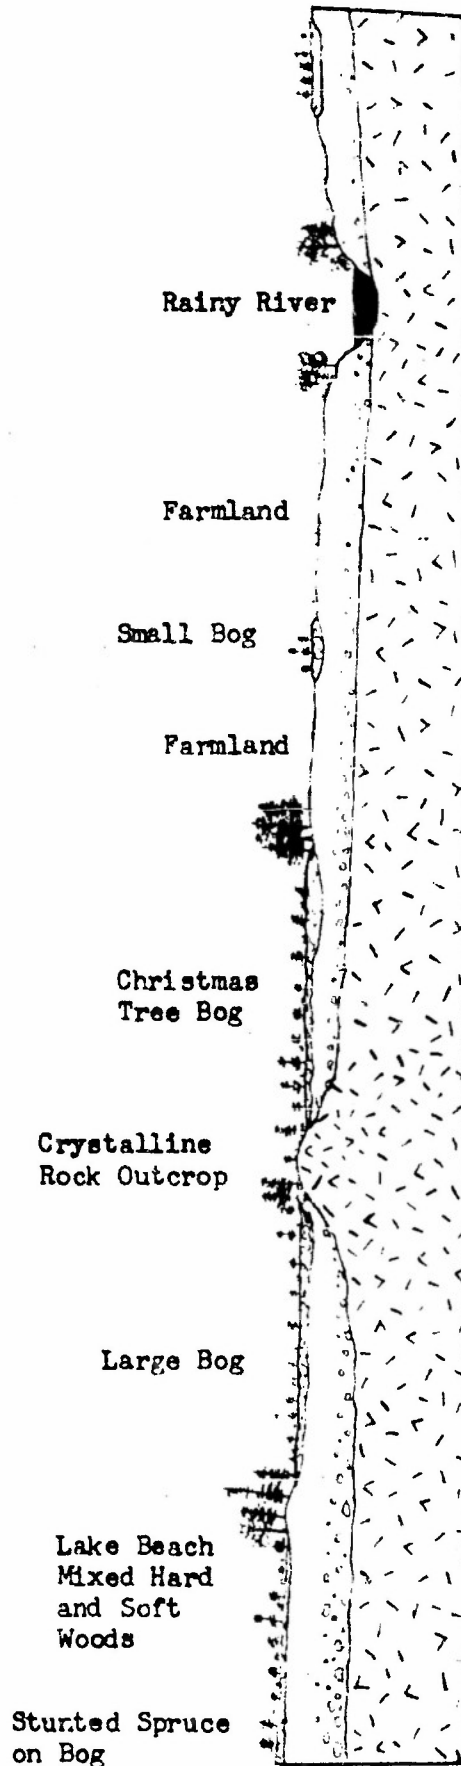 Rainy River
Farmland
Small Bog
Farmland
Christmas
Tree Bog
Crystalline
Rock Outcrop
Large Bog
Lake Beach
Mixed Hard
and Soft
Woods
Stunted Spruce
on Bog